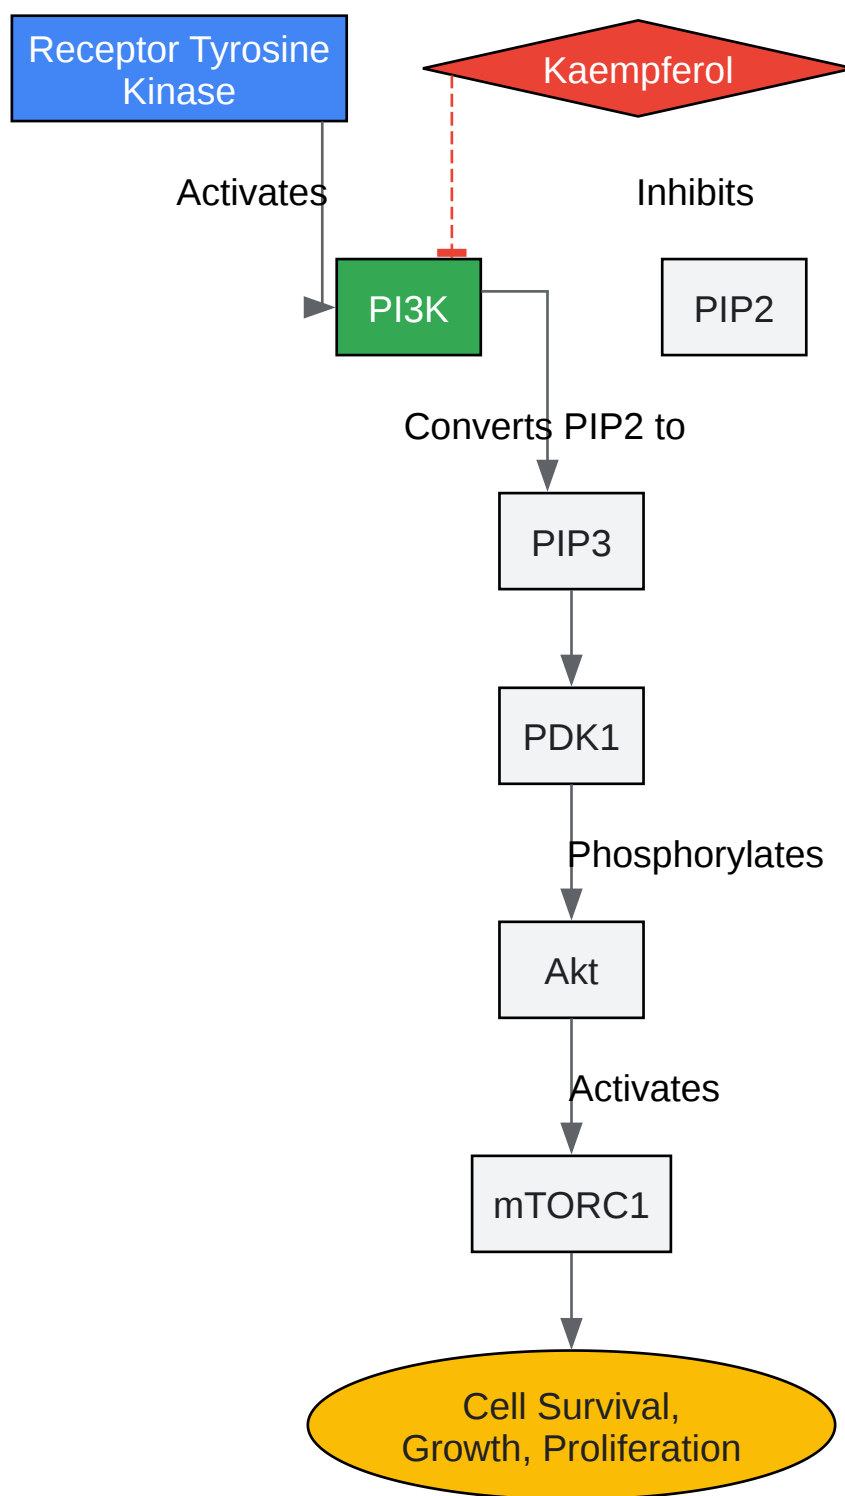 Receptor Tyrosine
Kinase
Kaempferol
Activates
Inhibits
PI3K
PIP2
Converts PIP2 to
PIP3
PDK1
Phosphorylates
Akt
Activates
mTORC1
Cell Survival,
Growth, Proliferation